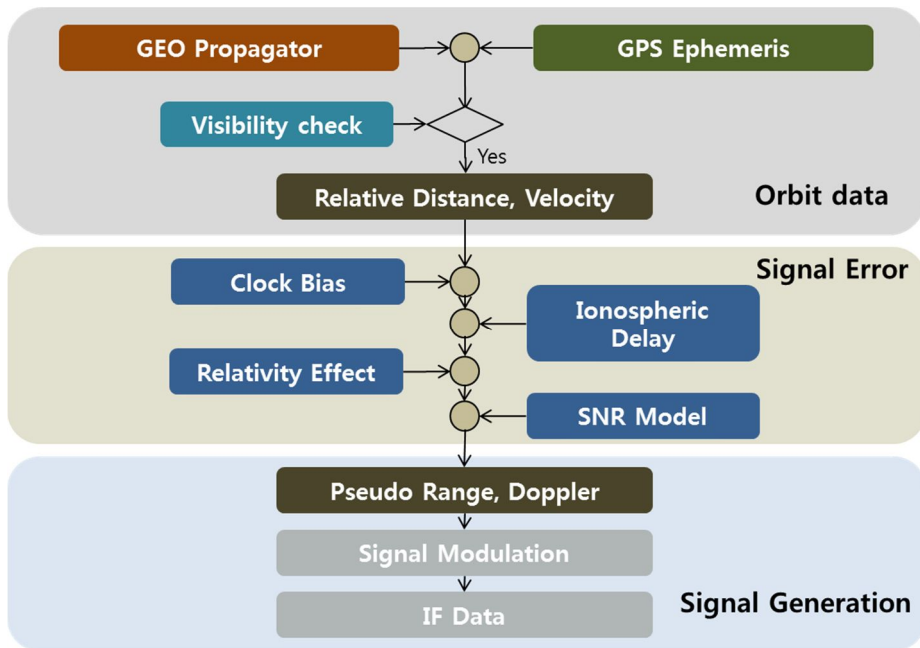 GEO Propagator
GPS Ephemeris
Visibility check
Yes
Relative Distance, Velocity
Orbit data
Signal Error
Clock Bias
Ionospheric
Delay
Relativity Effect
SNR Model
Pseudo Range, Doppler
Signal Modulation
IF Data
Signal Generation